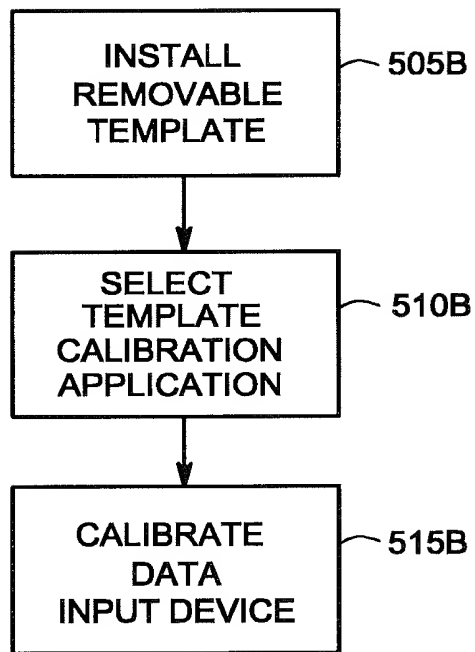 INSTALL
REMOVABLE
TEMPLATE
505B
SELECT
TEMPLATE
CALIBRATION
APPLICATION
510B
CALIBRATE
DATA
INPUT DEVICE
515B